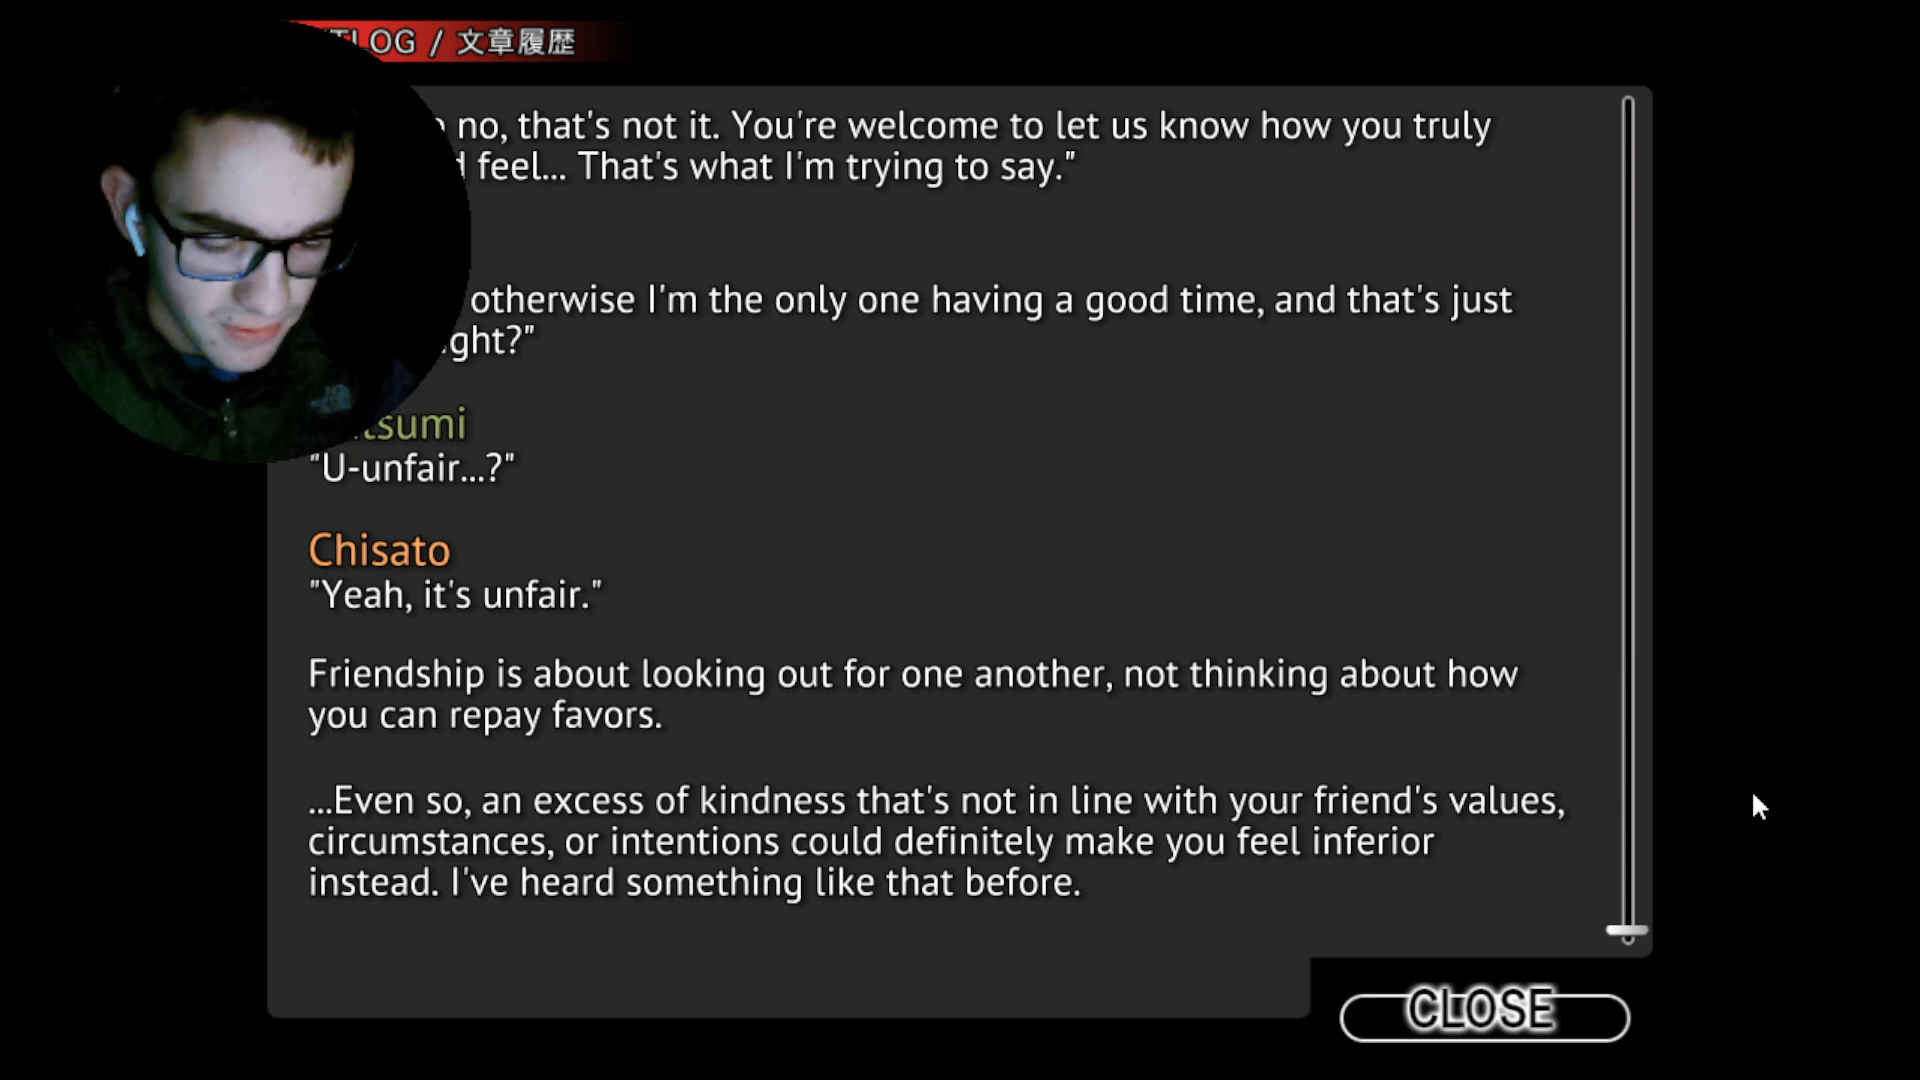 LOG / 文章履歴
no, that's not it. You're welcome to let us know how you truly
feel... That's what I'm trying to say."
otherwise I'm the only one having a good time, and that's just
ght?"
tsumi
"U-unfair...?"
Chisato
"Yeah, it's unfair."
Friendship is about looking out for one another, not thinking about how
you can repay favors.
...Even so, an excess of kindness that's not in line with your friend's values,
circumstances, or intentions could definitely make you feel inferior
instead. I've heard something like that before.
CLOSE